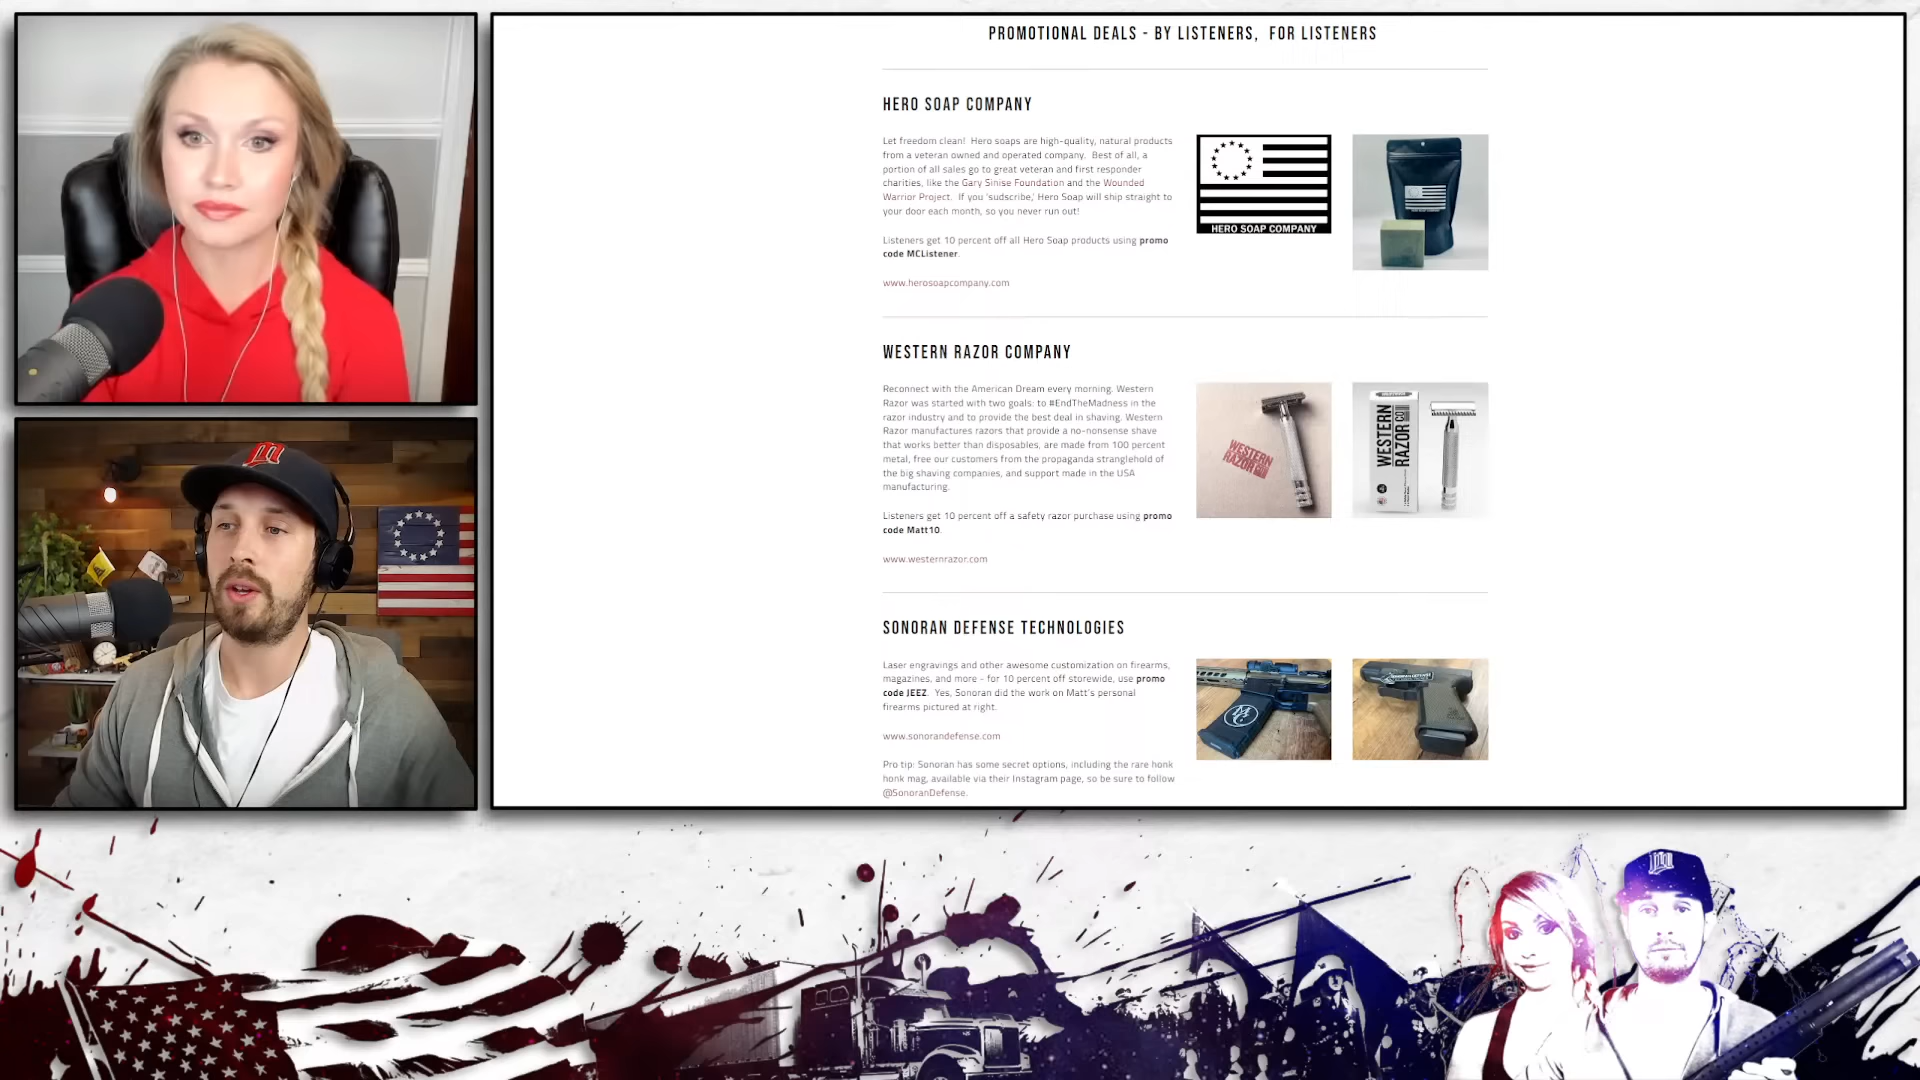 PROMOTIONAL DEALS - BY LISTENERS, FOR LISTENERS
HERO SOAP COMPANY
Let freedom clean! Hero soaps are high-quality, natural products
from a veteran owned and operated company. Best of all, a
portion of all sales go to great veteran and first responder
charities, like the Gary Sinise Foundation and the Wounded
Warrior Project. If you 'sudscribe,' Hero Soap will ship straight to
your door each month, so you never run out!
Listeners get 10 percent off all Hero Soap products using promo
code MCListener.
www.herosoapcompany.com
HERO SOAP COMPANY
WESTERN RAZOR COMPANY
Reconnect with the American Dream every morning. Western
Razor was started with two goals: to #EndTheMadness in the
razor industry and to provide the best deal in shaving. Western
Razor manufactures razors that provide a no-nonsense shave
that works better than disposables, are made from 100 percent
metal, free our customers from the propaganda stranglehold of
the big shaving companies, and support made in the USA
manufacturing.
Listeners get 10 percent off a safety razor purchase using promo
code Matt10.
www.westernrazor.com
WESTERN
RAZOR CO
WESTERN
RAZOR CO
SONORAN DEFENSE TECHNOLOGIES
Laser engravings and other awesome customization on firearms,
magazines, and more - for 10 percent off storewide, use promo
code JEEZ. Yes, Sonoran did the work on Matt's personal
firearms pictured at right.
www.sonorandefense.com
Pro tip: Sonoran has some secret options, including the rare honk
honk mag, available via their Instagram page, so be sure to follow
@SonoranDefense.